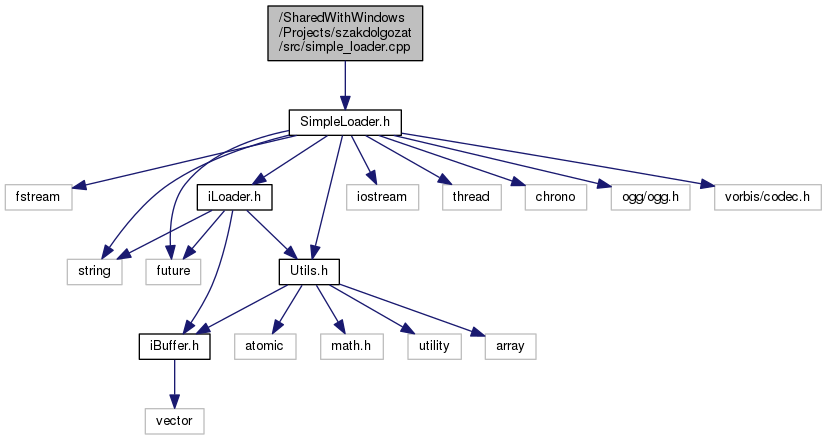 /SharedWithWindows
/Projects/szakdolgozat
/src/simple_loader.cpp
SimpleLoader.h
fstream
iLoader.h
iostream
thread
chrono
ogg/ogg.h
vorbis/codec.h
string
future
Utils.h
iBuffer.h
atomic
math.h
utility
array
vector